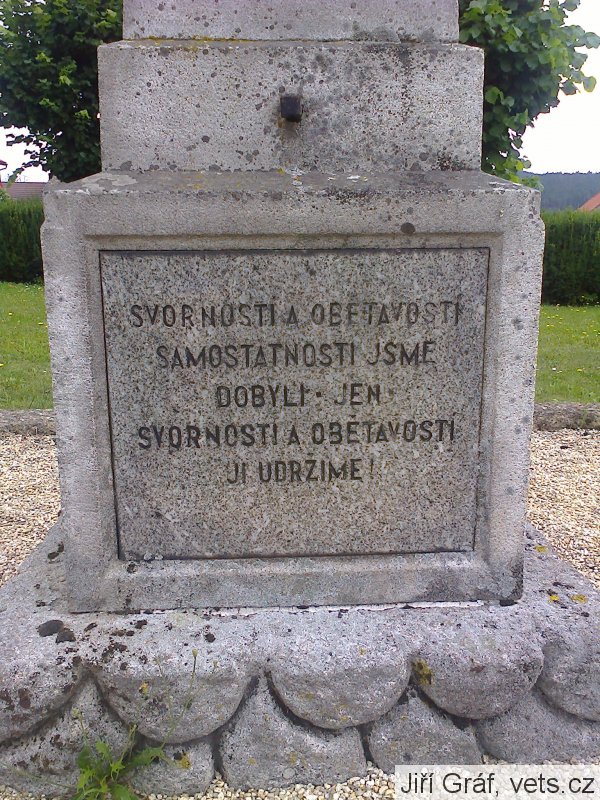 SVORNOSTÍ A OBĚTAVOSTÍ
SAMOSTATNOSTI JSME
DOBYLI · JEN
SVORNOSTÍ A OBĚTAVOSTÍ
JI UDRŽÍME!
Jiří Gráf, vets.cz